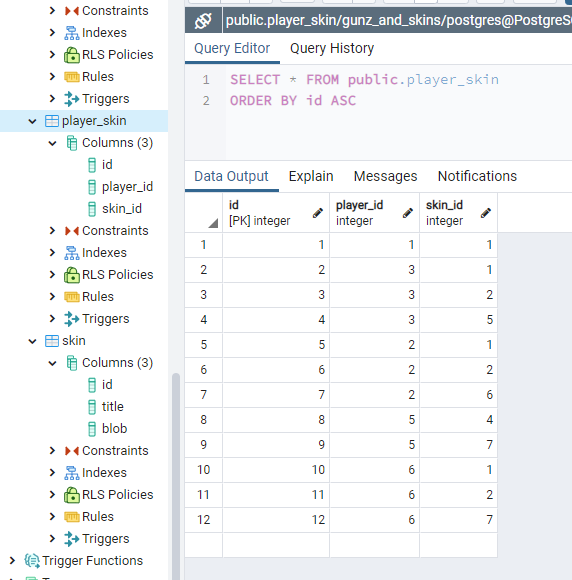 Constraints
Indexes
RLS Policies
Rules
Triggers
player_skin
Columns (3)
id
player_id
skin_id
Constraints
Indexes
RLS Policies
Rules
Triggers
skin
Columns (3)
id
title
blob
Constraints
Indexes
RLS Policies
Rules
Triggers
Trigger Functions
public.player_skin/gunz_and_skins/postgres@PostgreS
Query Editor Query History
1 SELECT * FROM public.player_skin
2 ORDER BY id ASC
Data Output Explain Messages Notifications
id player_id skin_id
[PK] integer integer integer
1 1 1 1
2 2 3 1
3 3 3 2
4 4 3 5
5 5 2 1
6 6 2 2
7 7 2 6
8 8 5 4
9 9 5 7
10 10 6 1
11 11 6 2
12 12 6 7